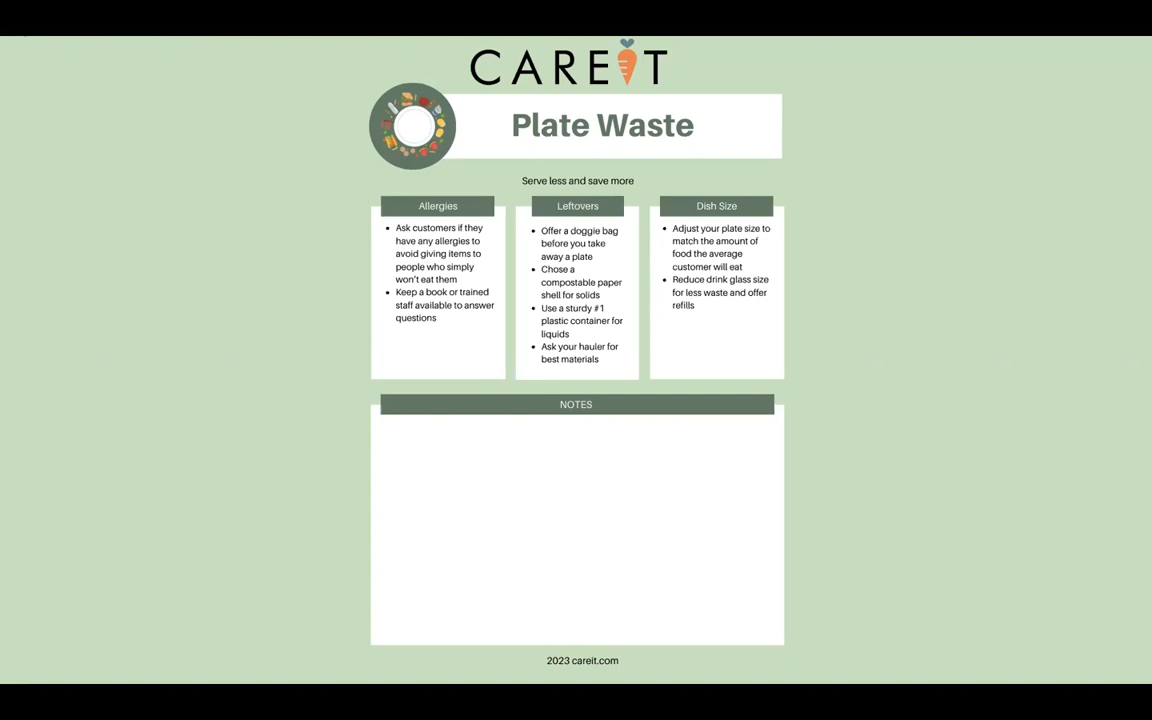 CAREIT
Plate Waste
Serve less and save more
Allergies
• Ask customers if they
have any allergies to
avoid giving items to
people who simply
won't eat them
• Keep a book or trained
staff available to answer
questions
Leftovers
• Offer a doggie bag
before you take
away a plate
• Chose a
compostable paper
shell for solids
• Use a sturdy #1
plastic container for
liquids
• Ask your hauler for
best materials
Dish Size
• Adjust your plate size to
match the amount of
food the average
customer will eat
• Reduce drink glass size
for less waste and offer
refills
NOTES
2023 careit.com